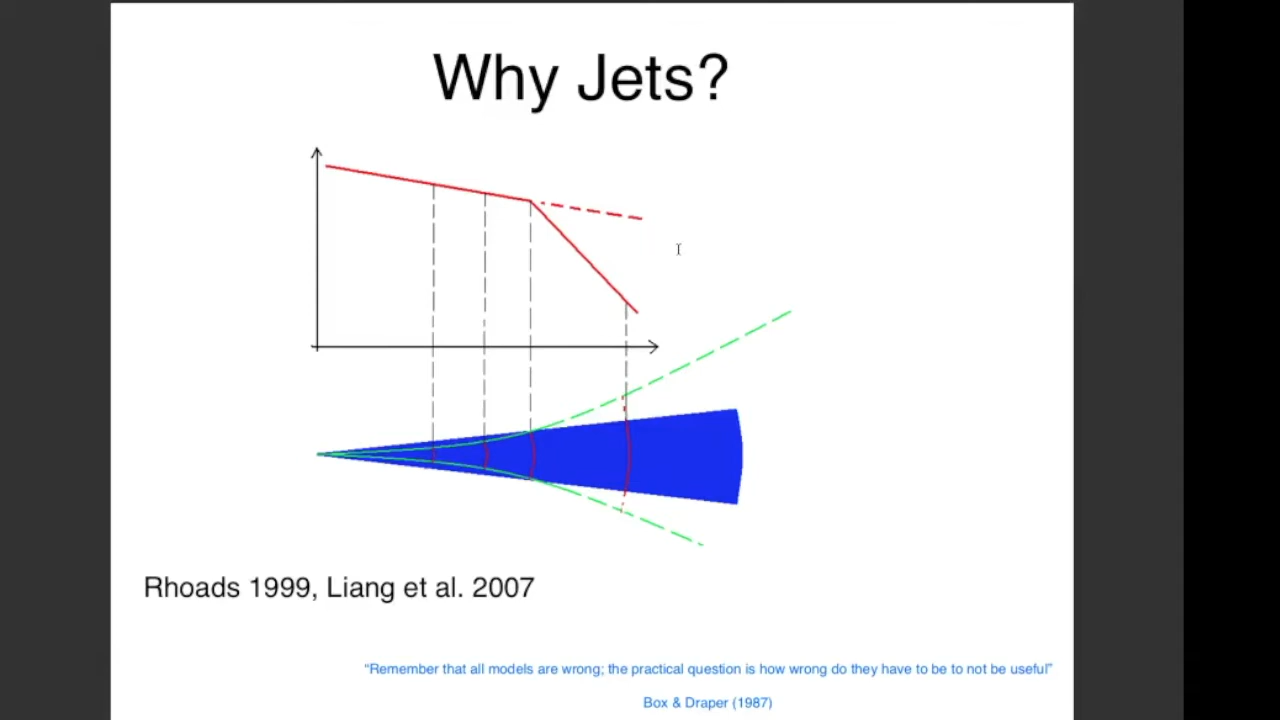 Why Jets?
Rhoads 1999, Liang et al. 2007
“Remember that all models are wrong; the practical question is how wrong do they have to be to not be useful”
Box & Draper (1987)